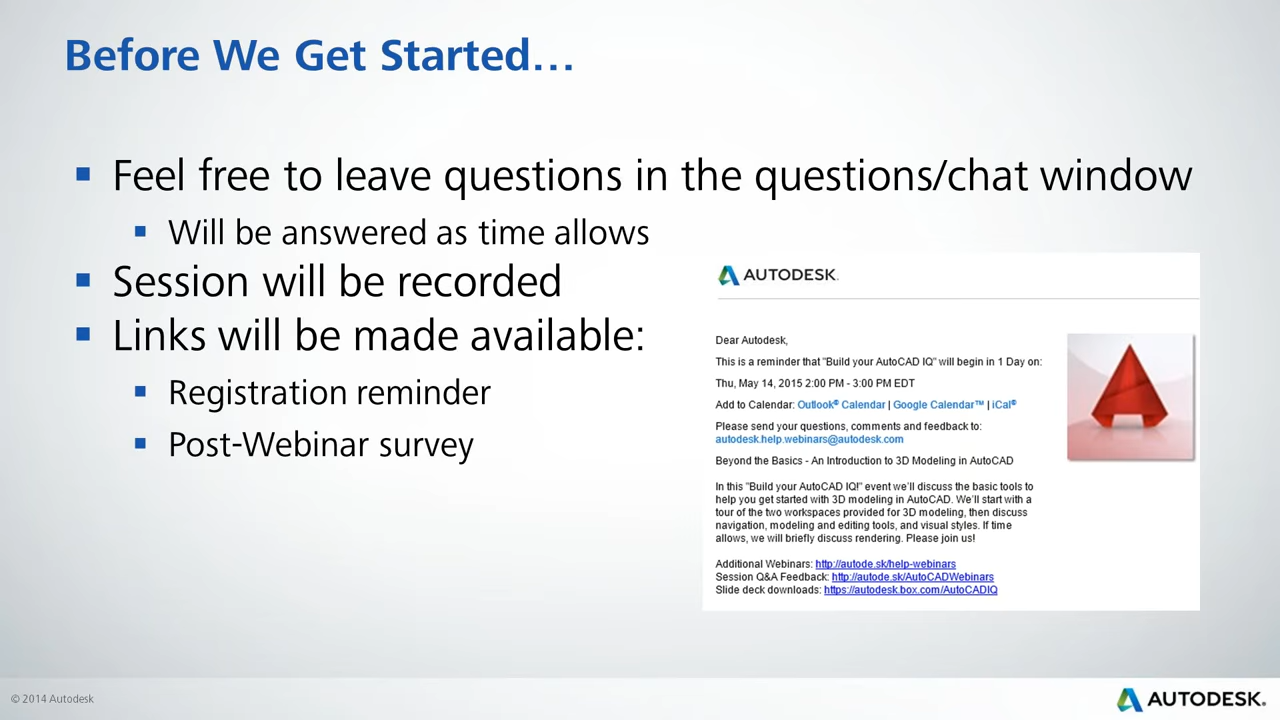 Before We Get Started...
Feel free to leave questions in the questions/chat window
Will be answered as time allows
Session will be recorded
Links will be made available:
Registration reminder
Post-Webinar survey
AUTODESK.
Dear Autodesk,
This is a reminder that "Build your AutoCAD IQ" will begin in 1 Day on:
Thu, May 14, 2015 2:00 PM - 3:00 PM EDT
Add to Calendar: Outlook® Calendar | Google Calendar™ | iCal®
Please send your questions, comments and feedback to:
autodesk.help.webinars@autodesk.com
Beyond the Basics - An Introduction to 3D Modeling in AutoCAD
In this "Build your AutoCAD IQ!" event we'll discuss the basic tools to
help you get started with 3D modeling in AutoCAD. We'll start with a
tour of the two workspaces provided for 3D modeling, then discuss
navigation, modeling and editing tools, and visual styles. If time
allows, we will briefly discuss rendering. Please join us!
Additional Webinars: http://autode.sk/help-webinars
Session Q&A Feedback: http://autode.sk/AutoCADWebinars
Slide deck downloads: https://autodesk.box.com/AutoCADIQ
© 2014 Autodesk
AUTODESK.